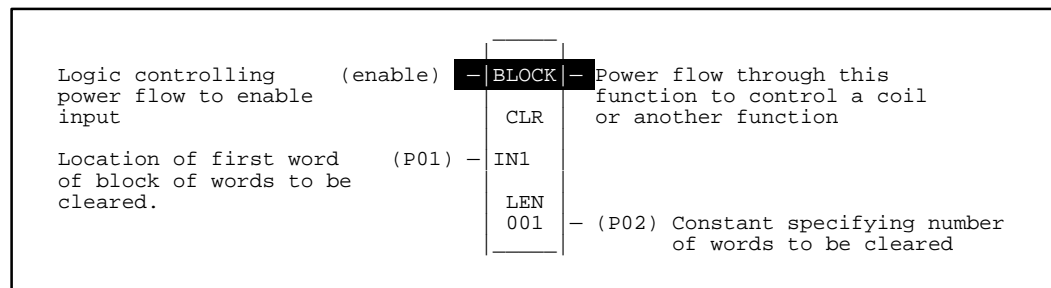 Logic controlling (enable) BLOCK Power flow through this
power flow to enable function to control a coil
input CLR or another function
Location of first word (P01) IN1
of block of words to be
cleared. LEN
001 (P02) Constant specifying number
of words to be cleared